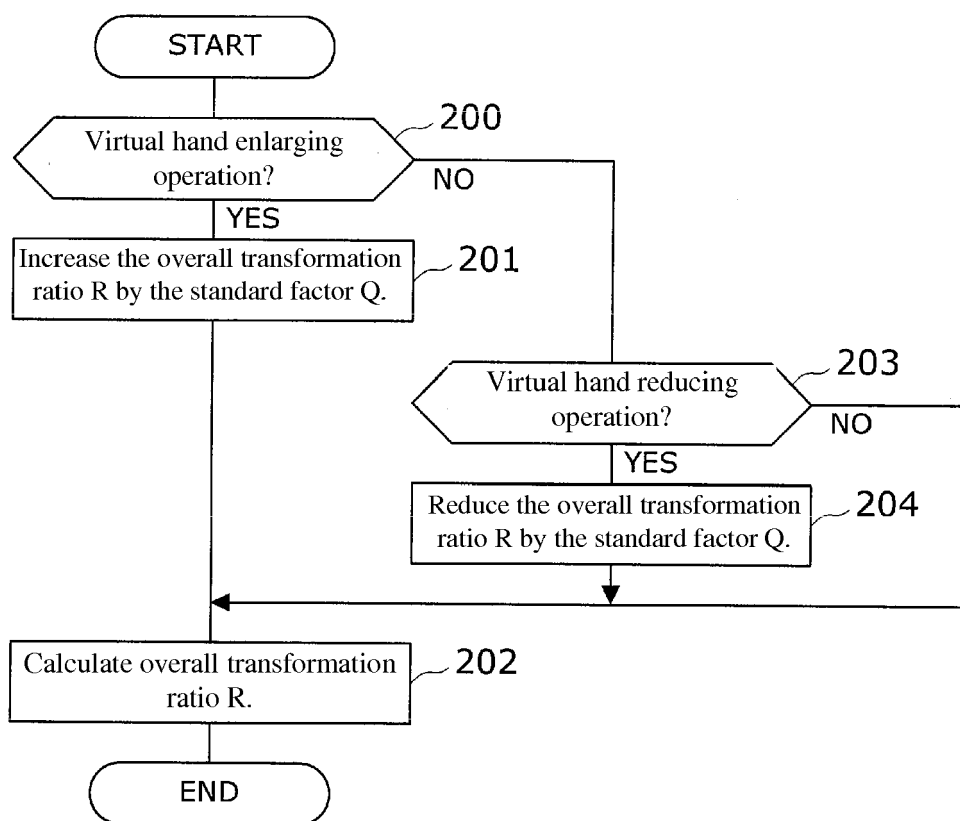 START
Virtual hand enlarging
operation?
200
NO
YES
Increase the overall transformation
ratio R by the standard factor Q.
201
Virtual hand reducing
operation?
203
NO
YES
Reduce the overall transformation
ratio R by the standard factor Q.
204
Calculate overall transformation
ratio R.
202
END